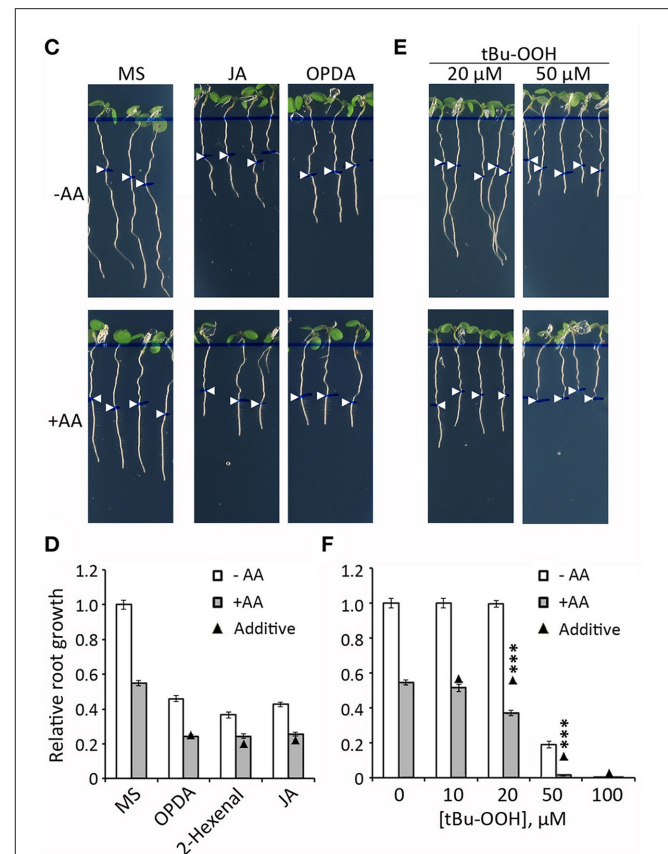 C
MS
JA
OPDA
-AA
+AA
E
tBu-OOH
20 µM
50 µM
D
Relative root growth
1.2
1.0
0.8
0.6
0.4
0.2
0
- AA
+AA
Additive
MS
OPDA
2-Hexenal
JA
F
1.2
1.0
0.8
0.6
0.4
0.2
0
- AA
+AA
Additive
***
***
0
10
20
50
100
[tBu-OOH], µM